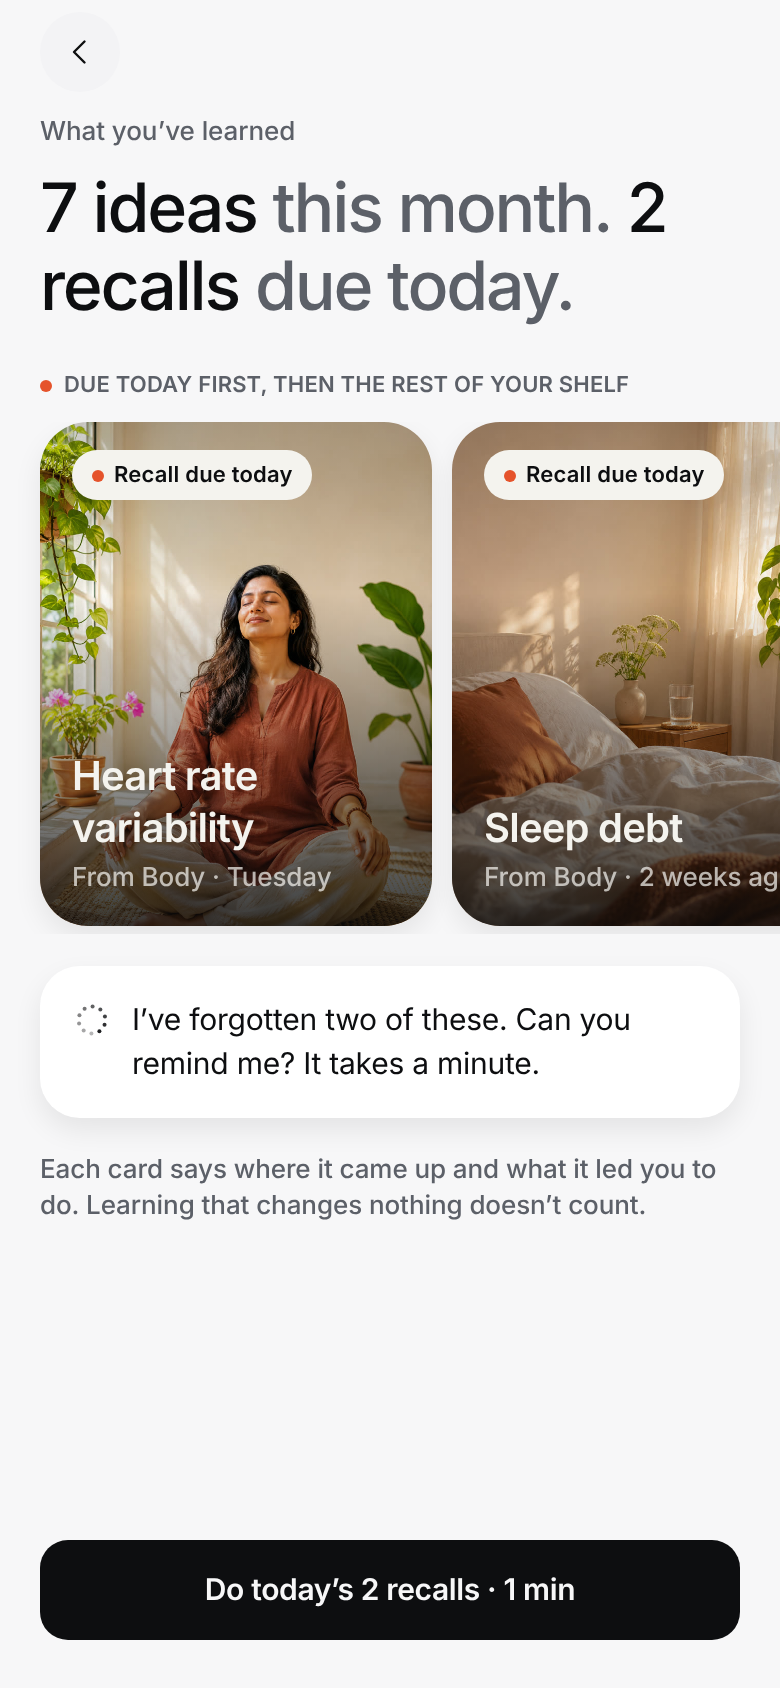 What you’ve learned
7 ideas this month. 2
recalls due today.
DUE TODAY FIRST, THEN THE REST OF YOUR SHELF
Recall due today
Heart rate
variability
From Body · Tuesday
Recall due today
Sleep debt
From Body · 2 weeks ag
I’ve forgotten two of these. Can you
remind me? It takes a minute.
Each card says where it came up and what it led you to
do. Learning that changes nothing doesn’t count.
Do today’s 2 recalls · 1 min